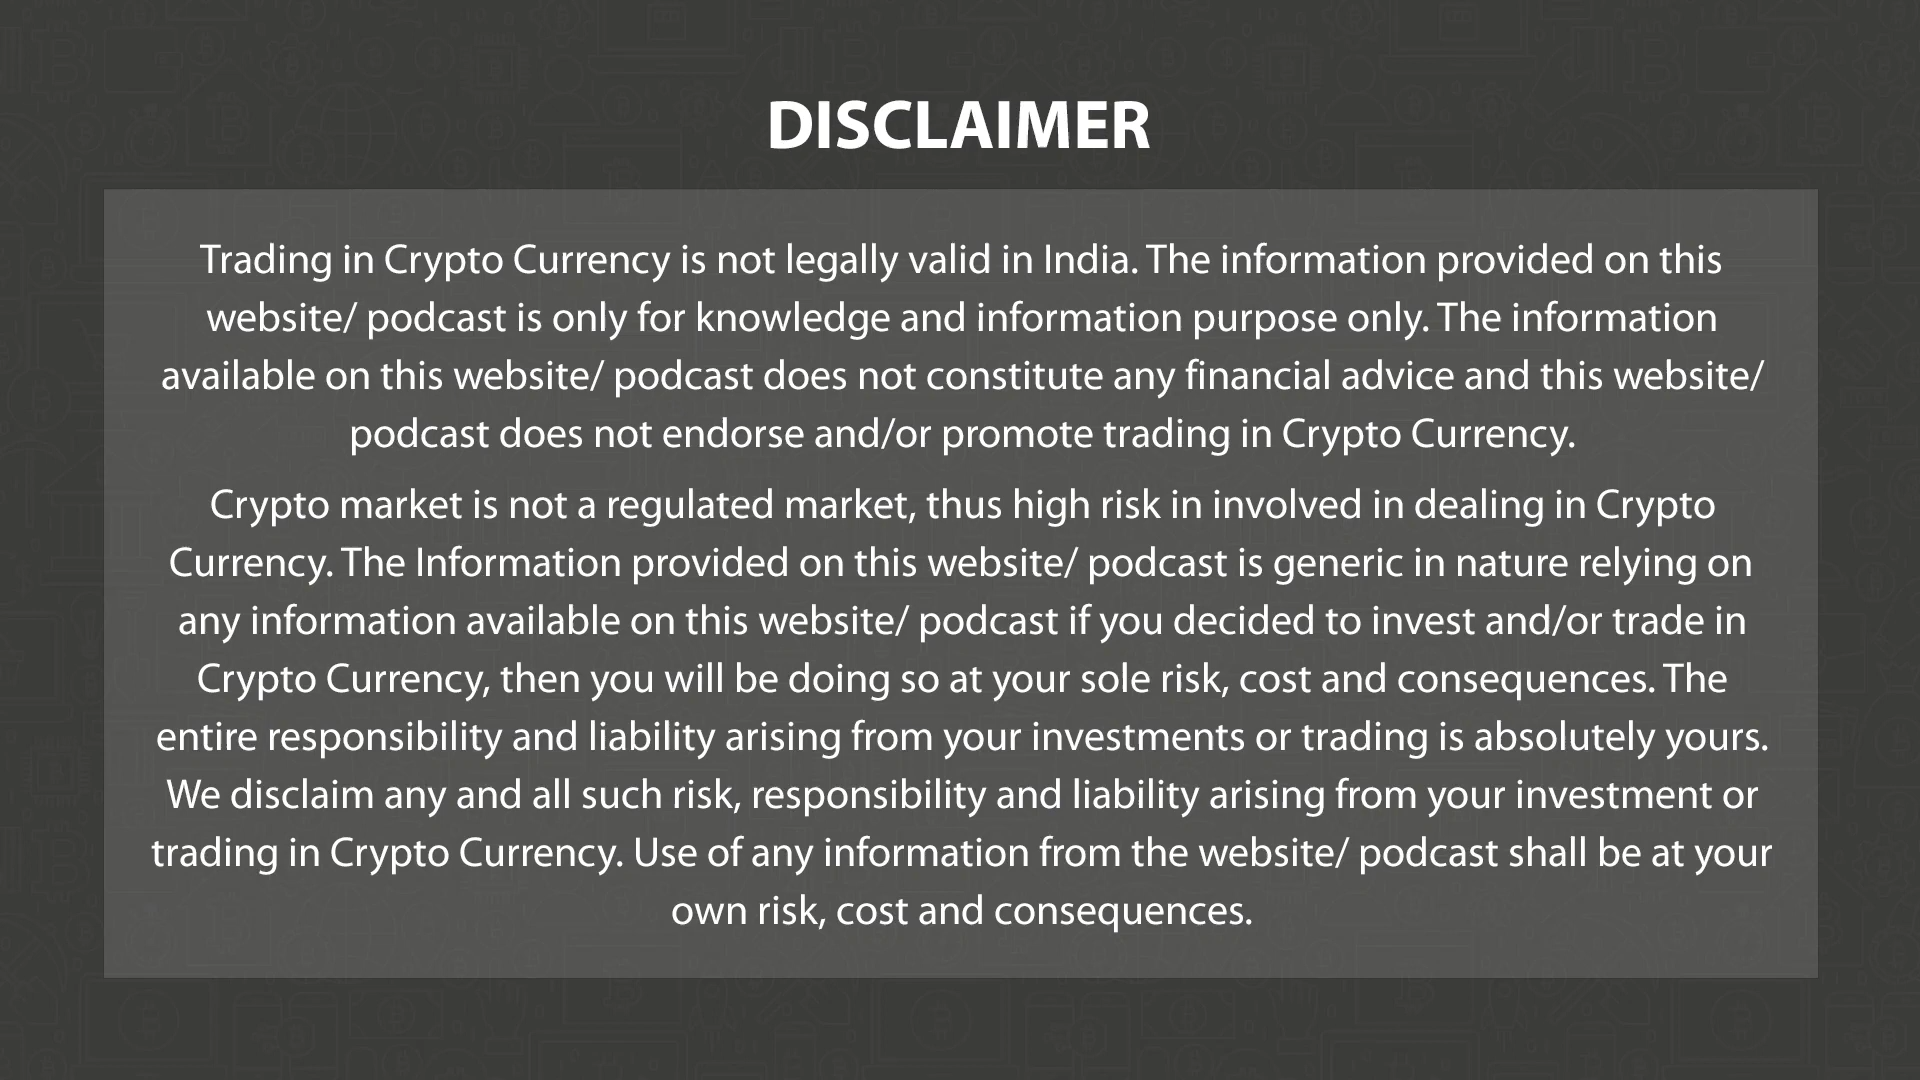 DISCLAIMER
Trading in Crypto Currency is not legally valid in India. The information provided on this
website/ podcast is only for knowledge and information purpose only. The information
available on this website/ podcast does not constitute any financial advice and this website/
podcast does not endorse and/or promote trading in Crypto Currency.
Crypto market is not a regulated market, thus high risk in involved in dealing in Crypto
Currency. The Information provided on this website/ podcast is generic in nature relying on
any information available on this website/ podcast if you decided to invest and/or trade in
Crypto Currency, then you will be doing so at your sole risk, cost and consequences. The
entire responsibility and liability arising from your investments or trading is absolutely yours.
We disclaim any and all such risk, responsibility and liability arising from your investment or
trading in Crypto Currency. Use of any information from the website/ podcast shall be at your
own risk, cost and consequences.